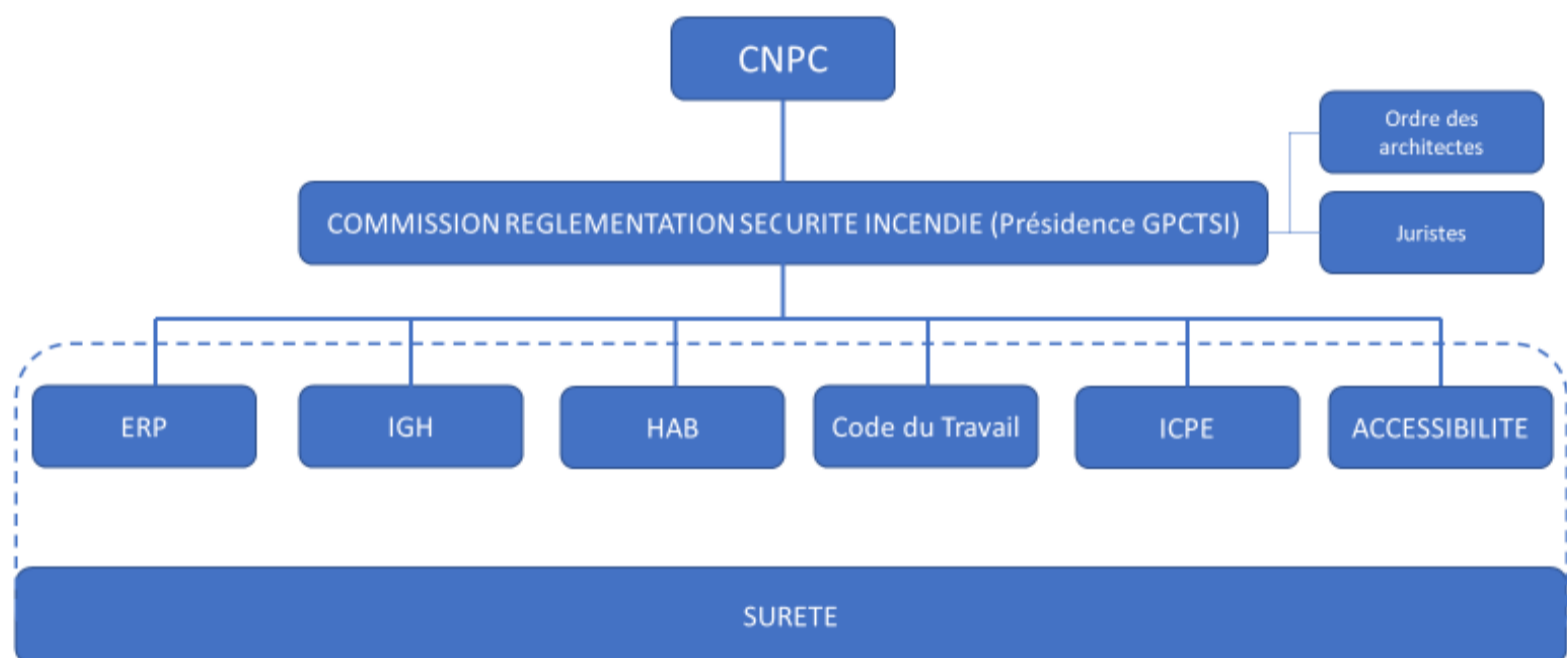 CNPC
Ordre des
architectes
COMMISSION REGLEMENTATION SECURITE INCENDIE (Présidence GPCTSI)
Juristes
ERP
IGH
HAB
Code du Travail
ICPE
ACCESSIBILITE
SURETE